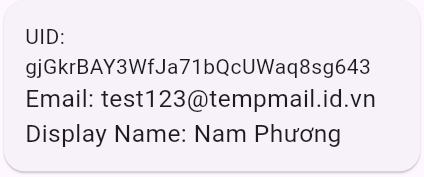 UID:
gjGkrBAY3WfJa71bQcUWaq8sg643
Email: test123@tempmail.id.vn
Display Name: Nam Phương